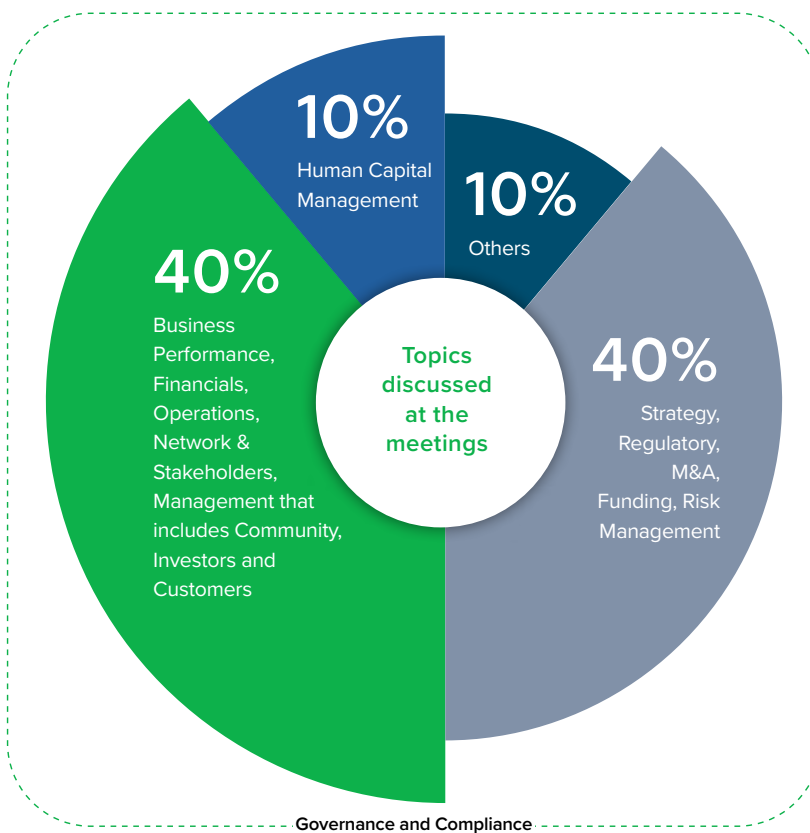 10%
Human Capital
Management
10%
Others
40%
Business
Performance,
Financials,
Operations,
Network &
Stakeholders,
Management that
includes Community,
Investors and
Customers
Topics
discussed
at the
meetings
40%
Strategy,
Regulatory,
M&A,
Funding, Risk
Management
Governance and Compliance